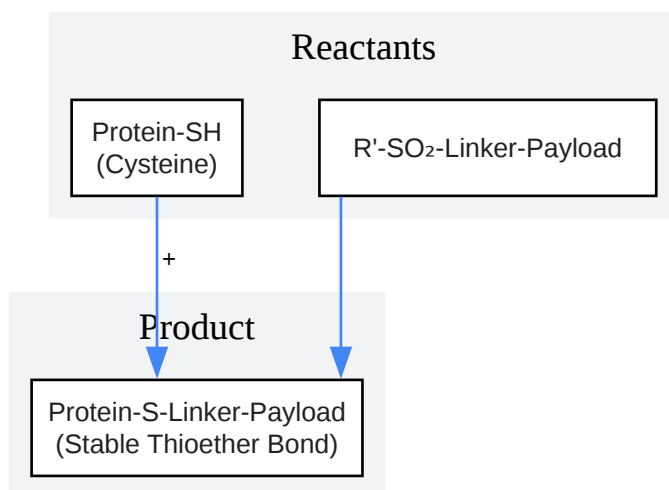 Reactants
Protein-SH
(Cysteine)
R'-SO₂-Linker-Payload
+
Product
Protein-S-Linker-Payload
(Stable Thioether Bond)